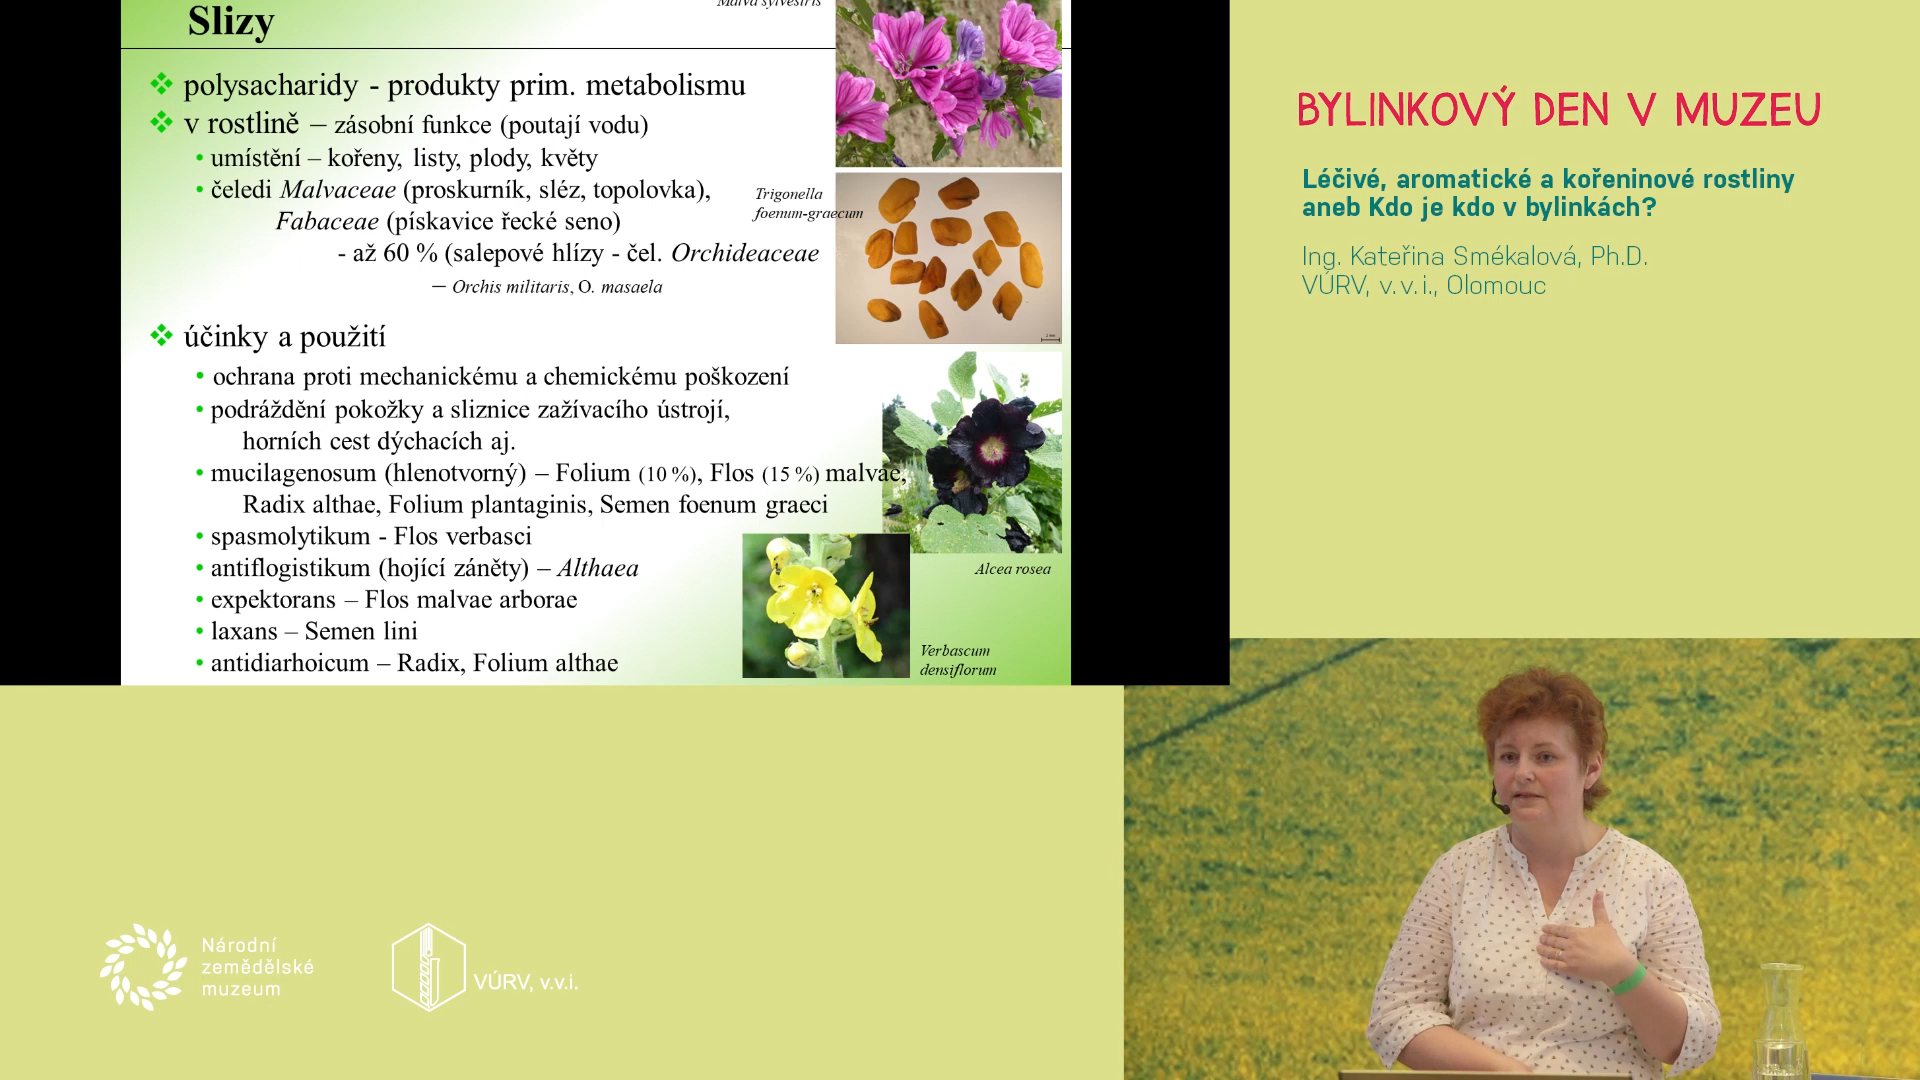 Malva sylvestris
Slizy
polysacharidy - produkty prim. metabolismu
v rostlině – zásobní funkce (poutají vodu)
• umístění – kořeny, listy, plody, květy
• čeledi Malvaceae (proskurník, sléz, topolovka),
Fabaceae (pískavice řecké seno)
- až 60 % (salepové hlízy - čel. Orchideaceae
– Orchis militaris, O. masaela
Trigonella
foenum-graecum
účinky a použití
• ochrana proti mechanickému a chemickému poškození
• podráždění pokožky a sliznice zažívacího ústrojí,
horních cest dýchacích aj.
• mucilagenosum (hlenotvorný) – Folium (10 %), Flos (15 %) malvae,
Radix althae, Folium plantaginis, Semen foenum graeci
• spasmolytikum - Flos verbasci
• antiflogistikum (hojící záněty) – Althaea
• expektorans – Flos malvae arborae
• laxans – Semen lini
• antidiarhoicum – Radix, Folium althae
Alcea rosea
Verbascum
densiflorum
BYLINKOVÝ DEN V MUZEU
Léčivé, aromatické a kořeninové rostliny
aneb Kdo je kdo v bylinkách?
Ing. Kateřina Smékalová, Ph.D.
VÚRV, v.v.i., Olomouc
Národní
zemědělské
muzeum
VÚRV, v.v.i.